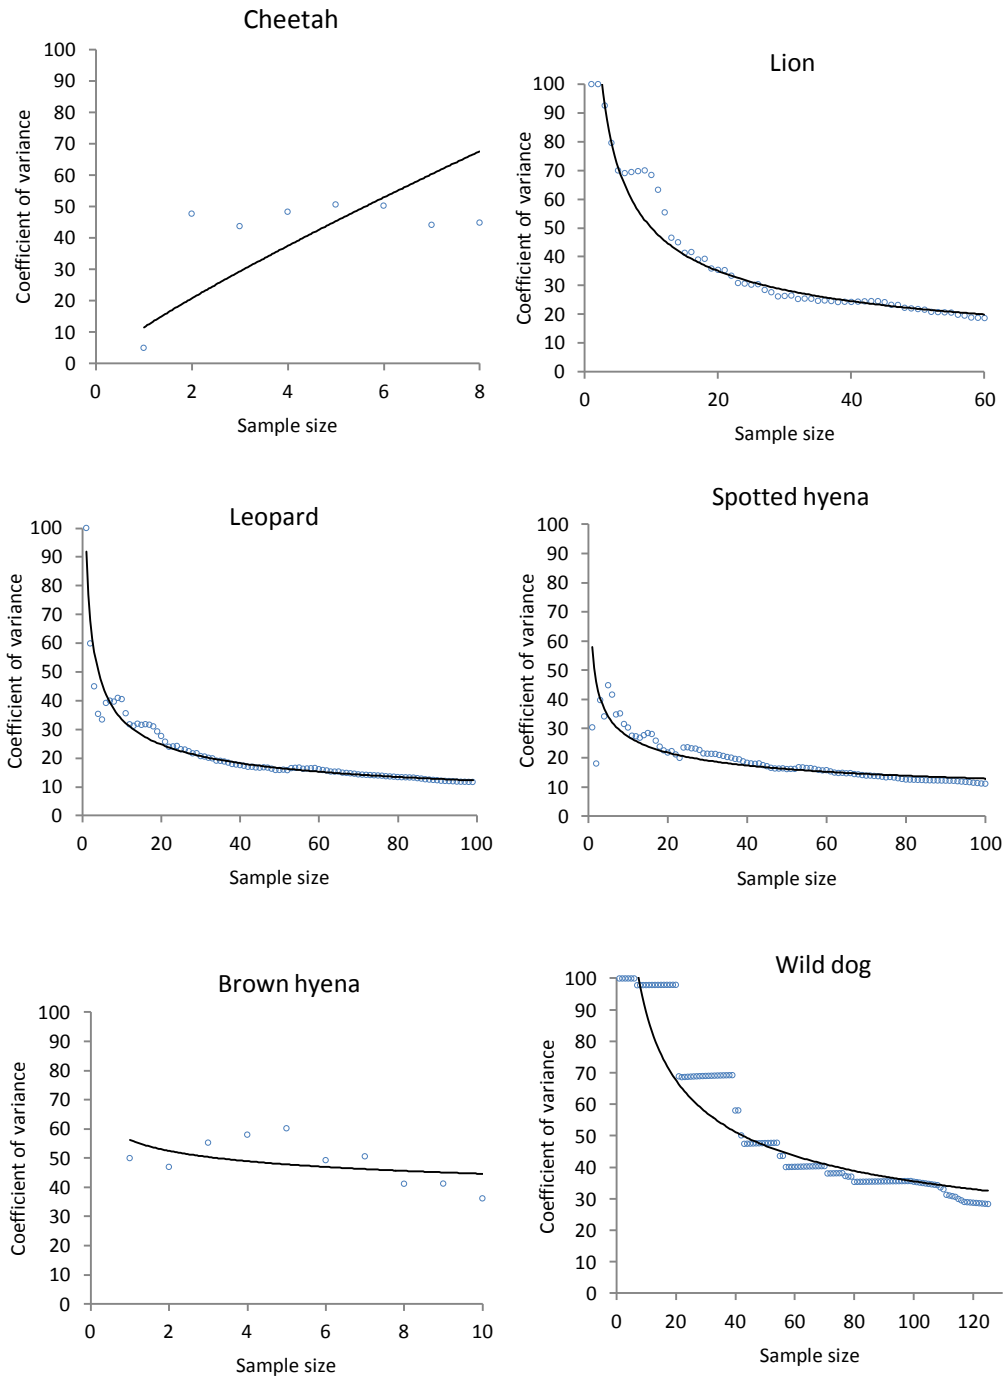 Cheetah
100
90
80
70
60
50
40
30
20
10
0
Coefficient of variance
0 2 4 6 8
Sample size
Lion
100
90
80
70
60
50
40
30
20
10
0
Coefficient of variance
0 20 40 60
Sample size
Leopard
100
90
80
70
60
50
40
30
20
10
0
Coefficient of variance
0 20 40 60 80 100
Sample size
Spotted hyena
100
90
80
70
60
50
40
30
20
10
0
Coefficient of variance
0 20 40 60 80 100
Sample size
Brown hyena
100
90
80
70
60
50
40
30
20
10
0
Coefficient of variance
0 2 4 6 8 10
Sample size
Wild dog
100
90
80
70
60
50
40
30
20
10
0
Coefficient of variance
0 20 40 60 80 100 120
Sample size